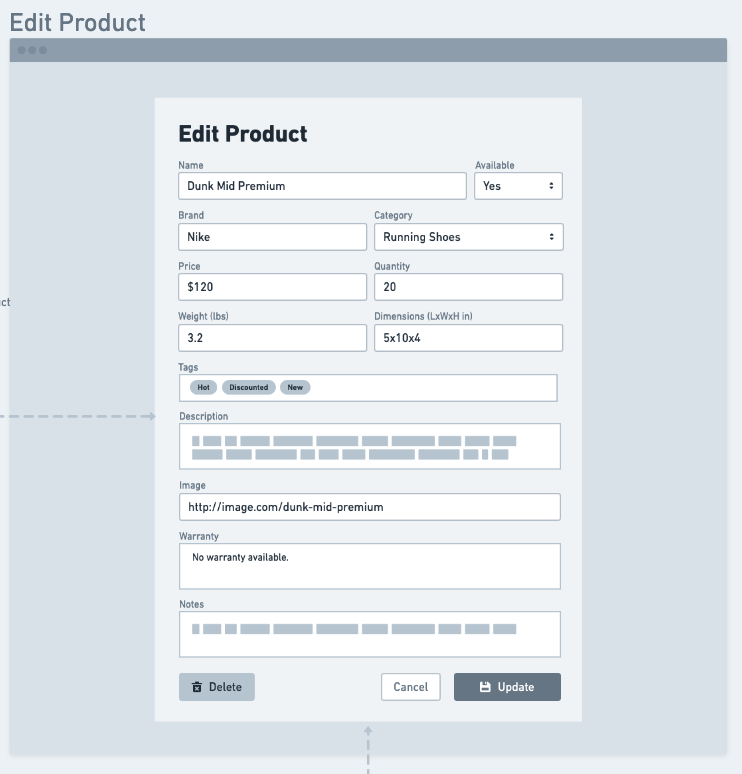 Edit Product
Edit Product
Name Available
Dunk Mid Premium Yes
Brand Category
Nike Running Shoes
Price Quantity
$120 20
Weight (lbs) Dimensions (LxWxH in)
3.2 5x10x4
Tags
Hot Discounted New
Description
Image
http://image.com/dunk-mid-premium
Warranty
No warranty available.
Notes
Delete Cancel Update